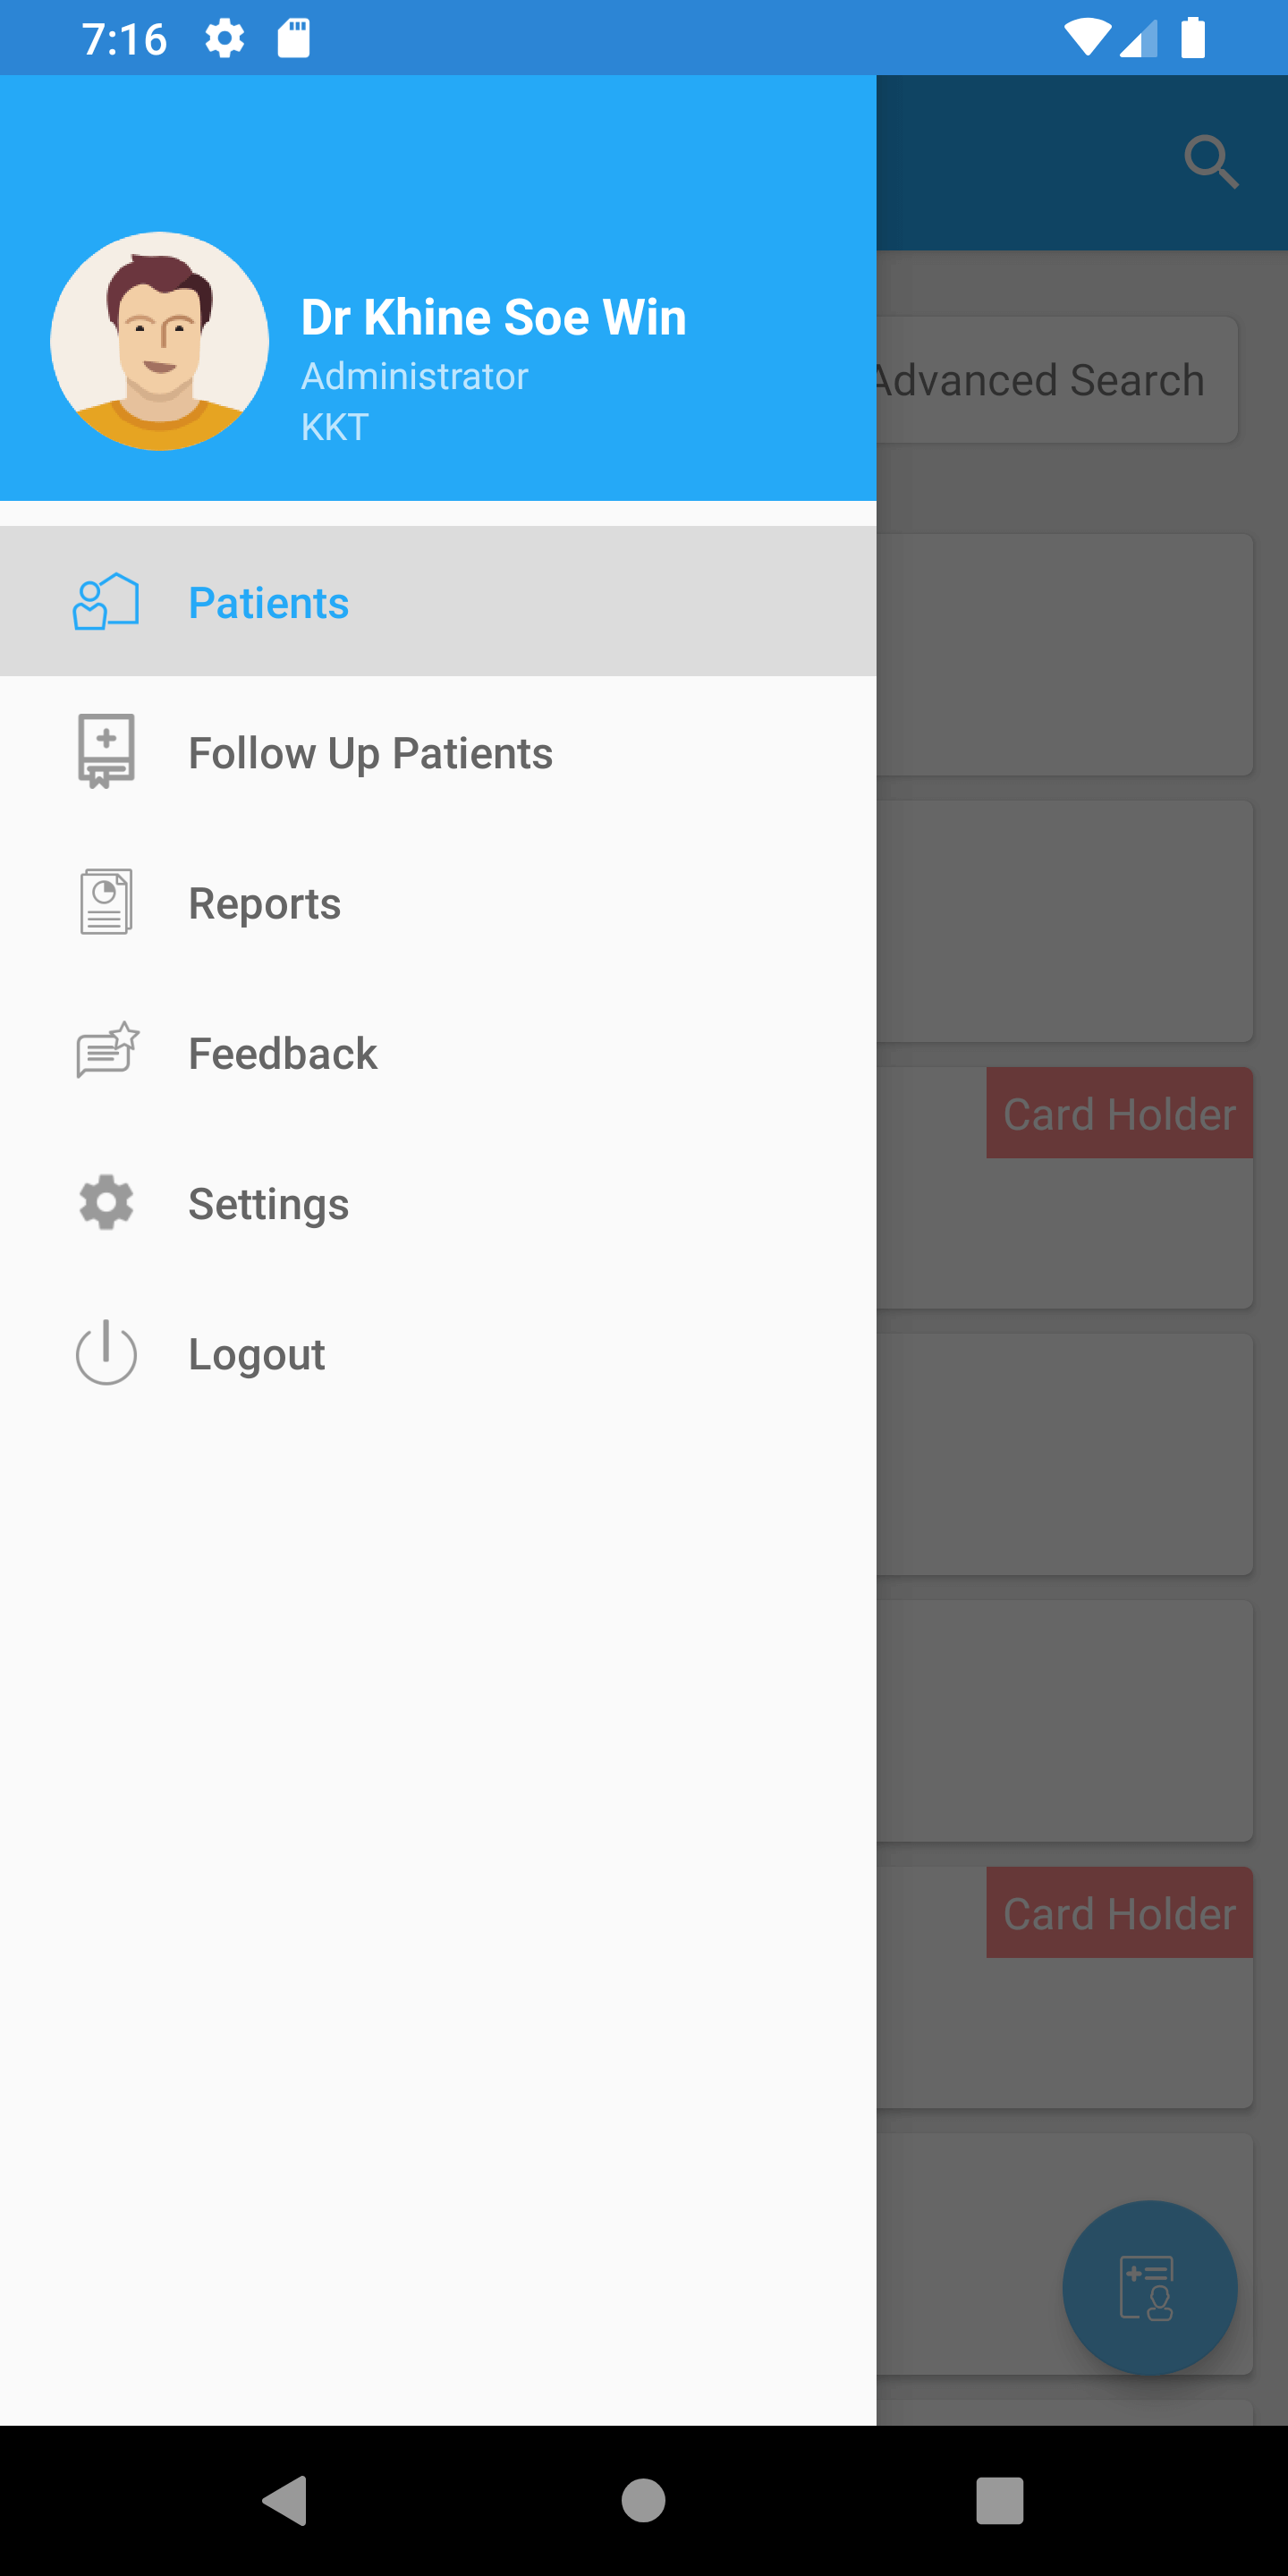 7:16
Dr Khine Soe Win
Administrator
KKT
Advanced Search
Patients
Follow Up Patients
Reports
Card Holder
Feedback
Settings
Logout
Card Holder